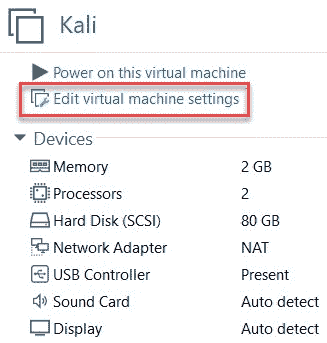 Kali
Power on this virtual machine
Edit virtual machine settings
Devices
Memory 2 GB
Processors 2
Hard Disk (SCSI) 80 GB
Network Adapter NAT
USB Controller Present
Sound Card Auto detect
Display Auto detect